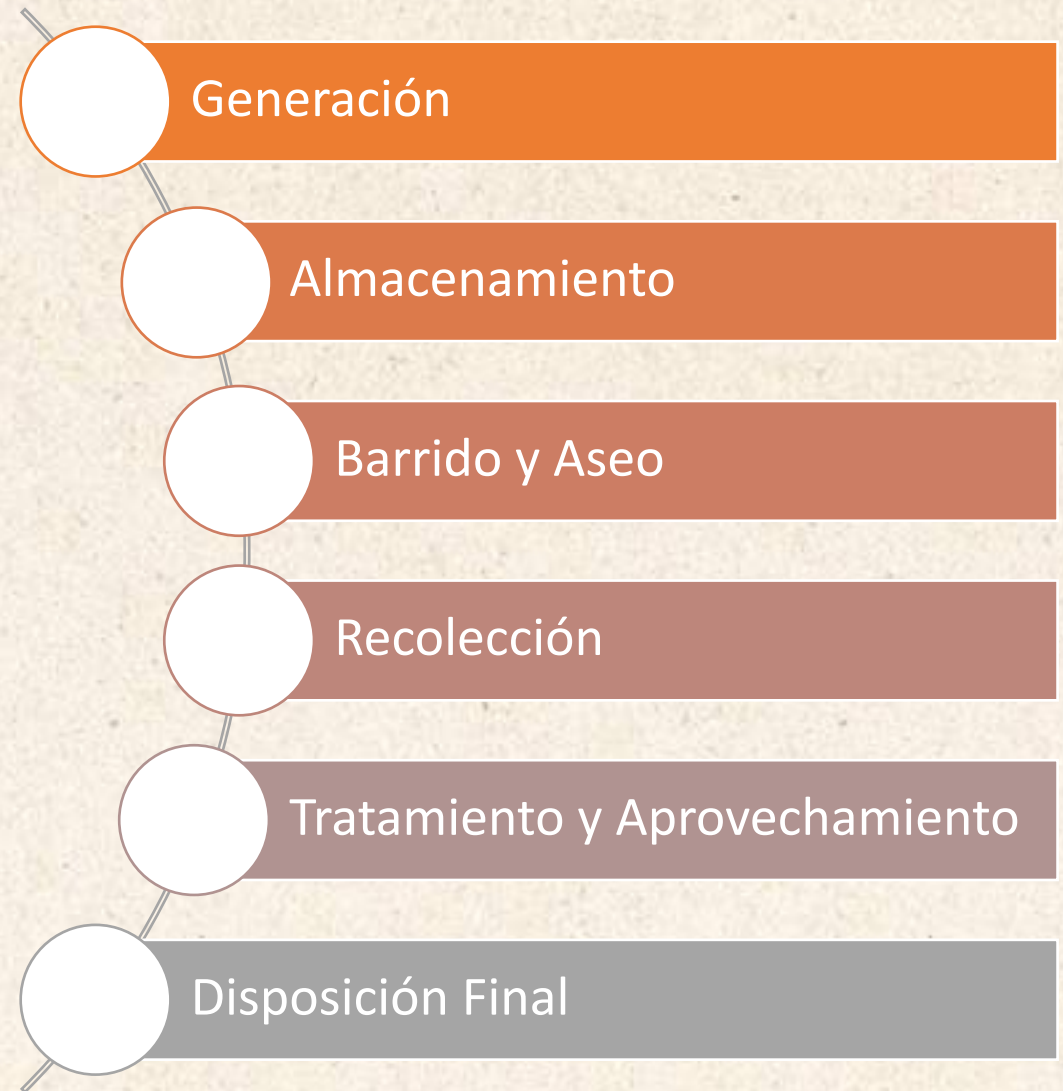 Generación
Almacenamiento
Barrido y Aseo
Recolección
Tratamiento y Aprovechamiento
Disposición Final